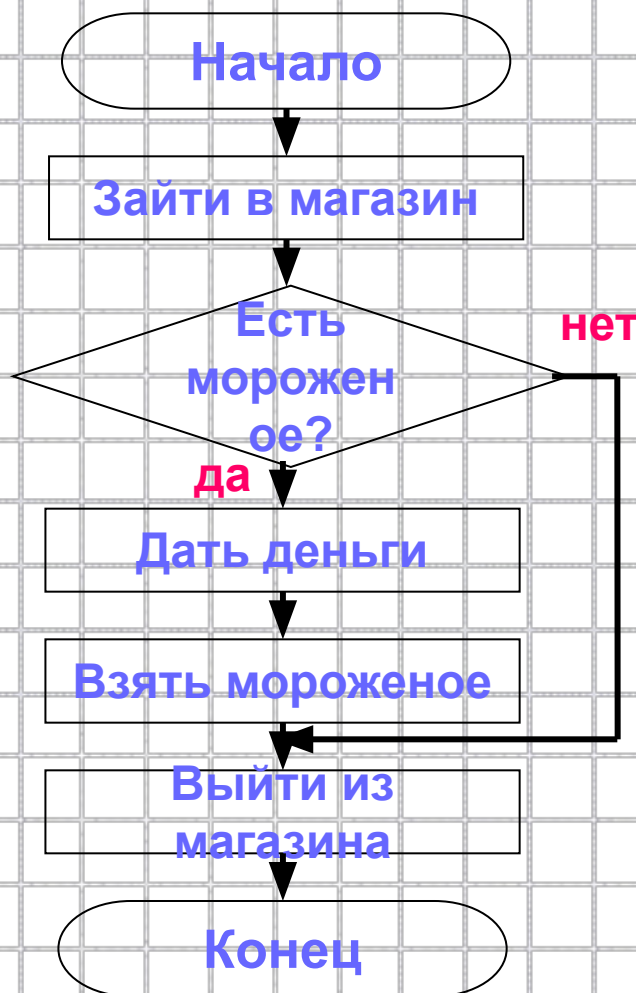 Начало
Зайти в магазин
Есть
морожен
ое?
нет
да
Дать деньги
Взять мороженое
Выйти из
магазина
Конец